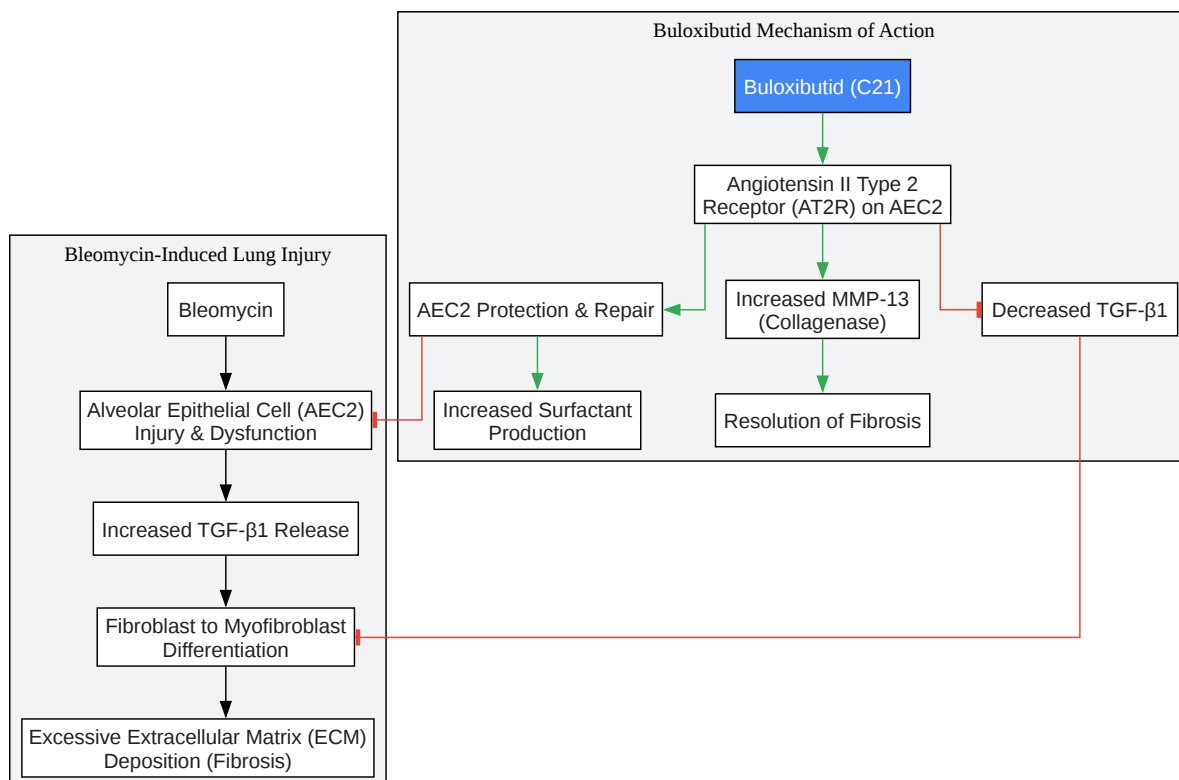 Buloxibutid Mechanism of Action
Buloxibutid (C21)
Angiotensin II Type 2
Receptor (AT2R) on AEC2
AEC2 Protection & Repair
Increased MMP-13
(Collagenase)
Decreased TGF-β1
Increased Surfactant
Production
Resolution of Fibrosis
Bleomycin-Induced Lung Injury
Bleomycin
Alveolar Epithelial Cell (AEC2)
Injury & Dysfunction
Increased TGF-β1 Release
Fibroblast to Myofibroblast
Differentiation
Excessive Extracellular Matrix (ECM)
Deposition (Fibrosis)